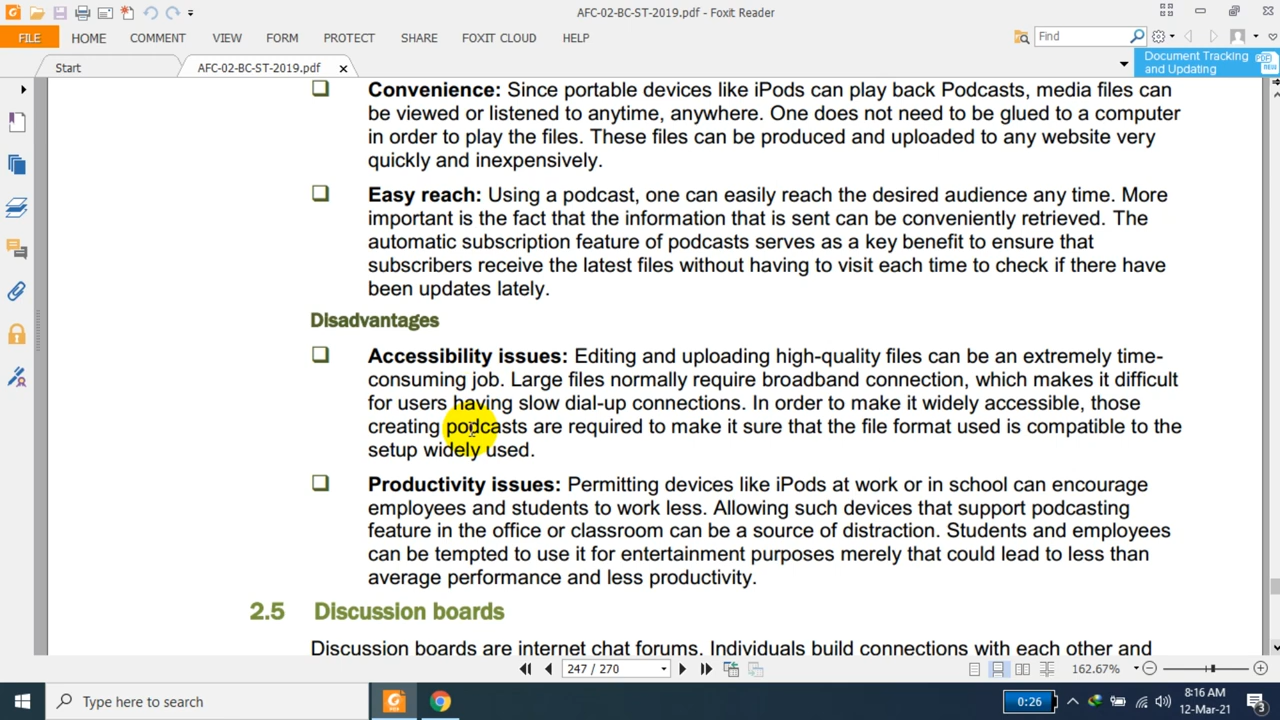 AFC-02-BC-ST-2019.pdf - Foxit Reader
FILE HOME COMMENT VIEW FORM PROTECT SHARE FOXIT CLOUD HELP Find
Start AFC-02-BC-ST-2019.pdf Document Tracking
and Updating
Convenience: Since portable devices like iPods can play back Podcasts, media files can
be viewed or listened to anytime, anywhere. One does not need to be glued to a computer
in order to play the files. These files can be produced and uploaded to any website very
quickly and inexpensively.
Easy reach: Using a podcast, one can easily reach the desired audience any time. More
important is the fact that the information that is sent can be conveniently retrieved. The
automatic subscription feature of podcasts serves as a key benefit to ensure that
subscribers receive the latest files without having to visit each time to check if there have
been updates lately.
Disadvantages
Accessibility issues: Editing and uploading high-quality files can be an extremely time-
consuming job. Large files normally require broadband connection, which makes it difficult
for users having slow dial-up connections. In order to make it widely accessible, those
creating podcasts are required to make it sure that the file format used is compatible to the
setup widely used.
Productivity issues: Permitting devices like iPods at work or in school can encourage
employees and students to work less. Allowing such devices that support podcasting
feature in the office or classroom can be a source of distraction. Students and employees
can be tempted to use it for entertainment purposes merely that could lead to less than
average performance and less productivity.
2.5 Discussion boards
Discussion boards are internet chat forums. Individuals build connections with each other and
247 / 270 162.67%
Type here to search 0:26 8:16 AM
12-Mar-21 3